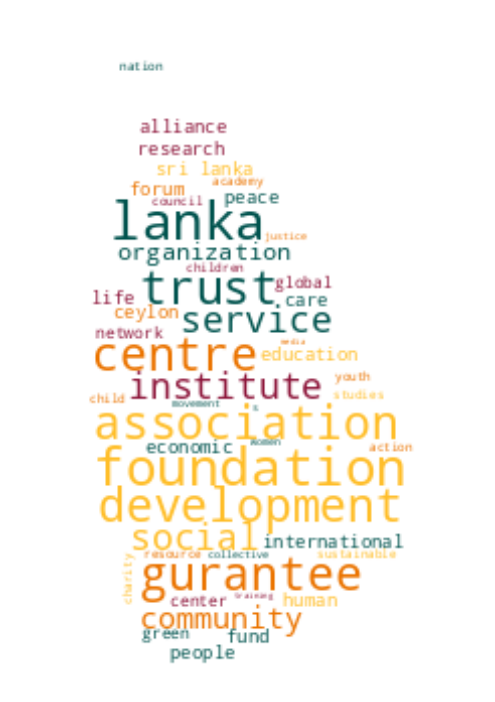 nation
alliance
research
sri lanka
academy
forum
council
peace
lanka
justice
organization
children
trust
global
life
care
ceylon
service
network
media
centre
education
institute
youth
child
studies
movement
s
association
women
economic
action
foundation
development
social
international
resource
collective
sustainable
charity
gurantee
training
center
human
community
green
fund
people